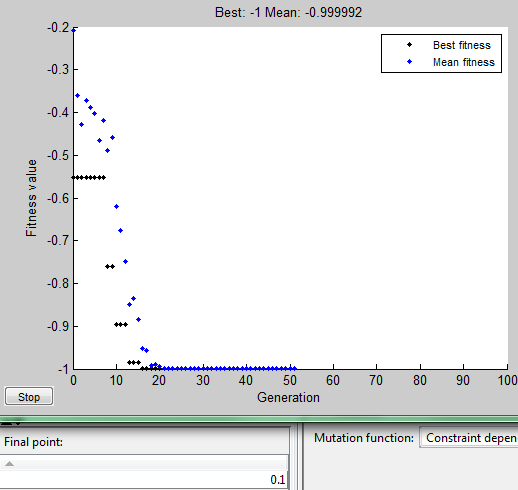 Best: -1 Mean: -0.999992
Best fitness
Mean fitness
Fitness value
-0.2
-0.3
-0.4
-0.5
-0.6
-0.7
-0.8
-0.9
-1
0 10 20 30 40 50 60 70 80 90 100
Generation
Stop
Final point:
0.1
Mutation function: Constraint depen